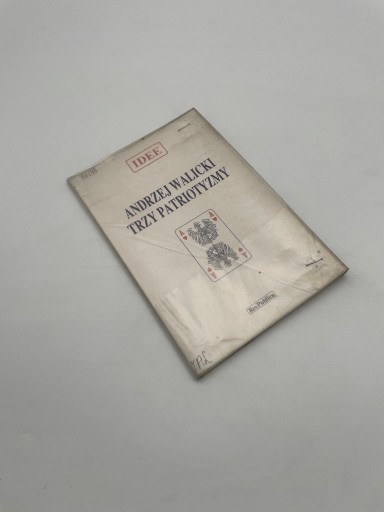 IDEE
ANDRZEJ WALICKI
TRZY PATRIOTYZMY
A
A
A
A
Res Publica